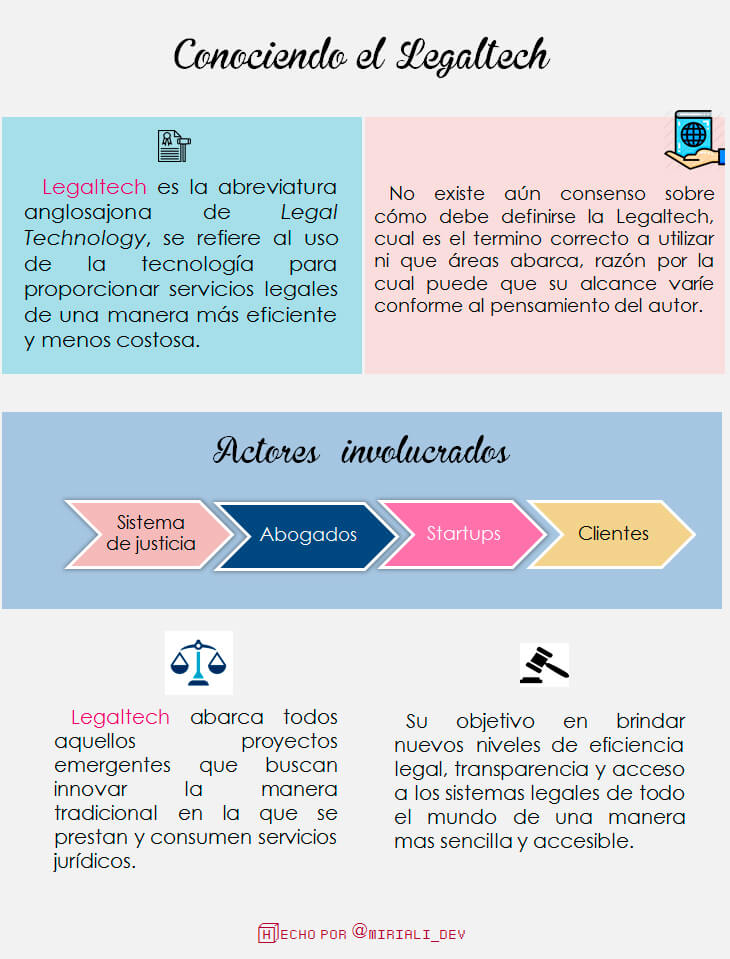 Conociendo el Legaltech
Legaltech es la abreviatura
anglosajona de Legal
Technology, se refiere al uso
de la tecnología para
proporcionar servicios legales
de una manera más eficiente
y menos costosa.
No existe aún consenso sobre
cómo debe definirse la Legaltech,
cual es el termino correcto a utilizar
ni que áreas abarca, razón por la
cual puede que su alcance varíe
conforme al pensamiento del autor.
Actores involucrados
Sistema
de justicia
Abogados
Startups
Clientes
Legaltech abarca todos
aquellos proyectos
emergentes que buscan
innovar la manera
tradicional en la que se
prestan y consumen servicios
jurídicos.
Su objetivo en brindar
nuevos niveles de eficiencia
legal, transparencia y acceso
a los sistemas legales de todo
el mundo de una manera
mas sencilla y accesible.
HECHO POR @MIRIALI_DEV